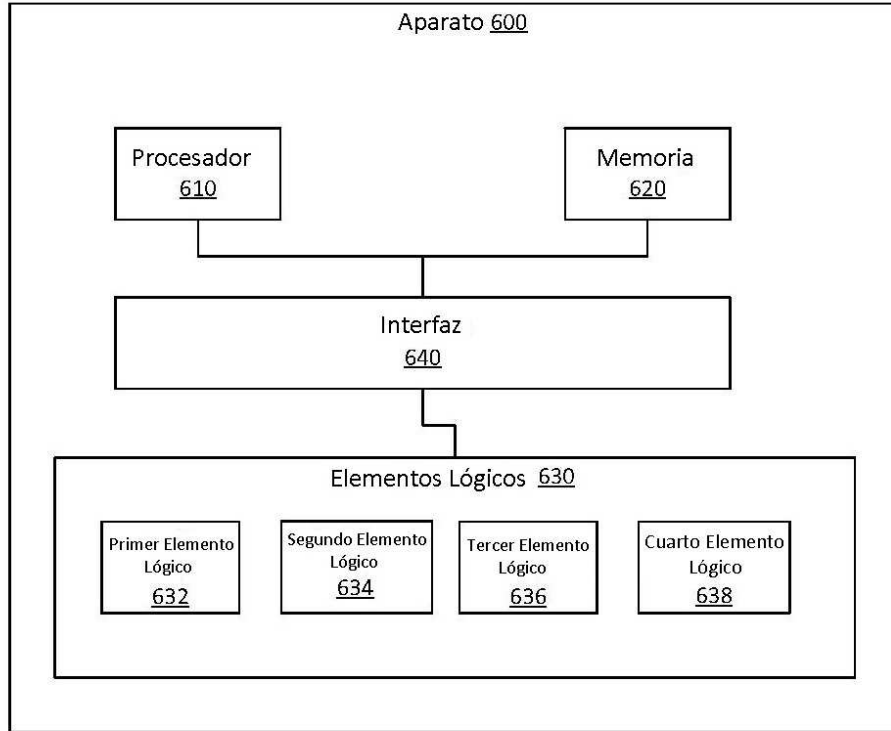 Aparato 600
Procesador
610
Memoria
620
Interfaz
640
Elementos Lógicos 630
Primer Elemento
Lógico
632
Segundo Elemento
Lógico
634
Tercer Elemento
Lógico
636
Cuarto Elemento
Lógico
638